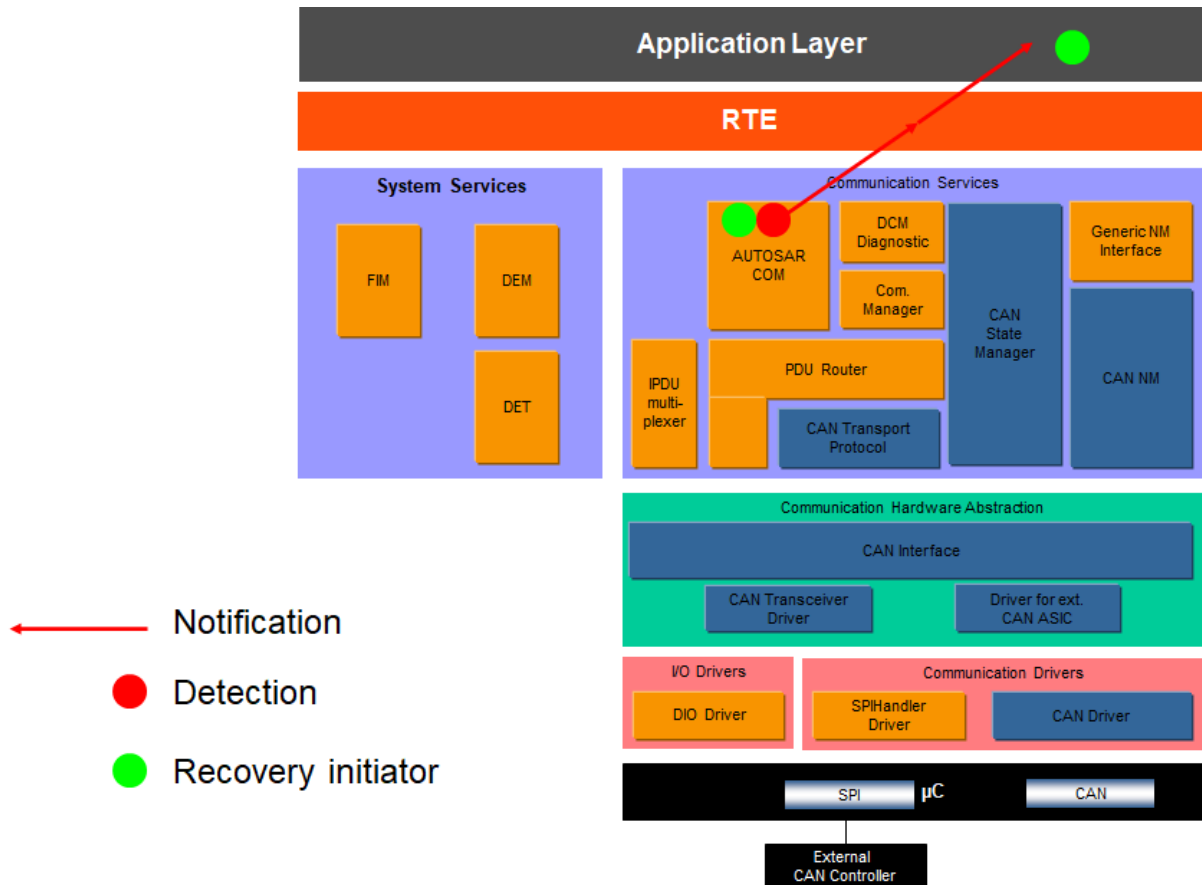 Application Layer
RTE
System Services
FIM
DEM
DET
Communication Services
AUTOSAR
COM
DCM
Diagnostic
Com.
Manager
CAN
State
Manager
Generic NM
Interface
CAN NM
IPDU
multi-
plexer
PDU Router
CAN Transport
Protocol
Communication Hardware Abstraction
CAN Interface
CAN Transceiver
Driver
Driver for ext.
CAN ASIC
I/O Drivers
DIO Driver
Communication Drivers
SPIHandler
Driver
CAN Driver
SPI
µC
CAN
External
CAN Controller
Notification
Detection
Recovery initiator